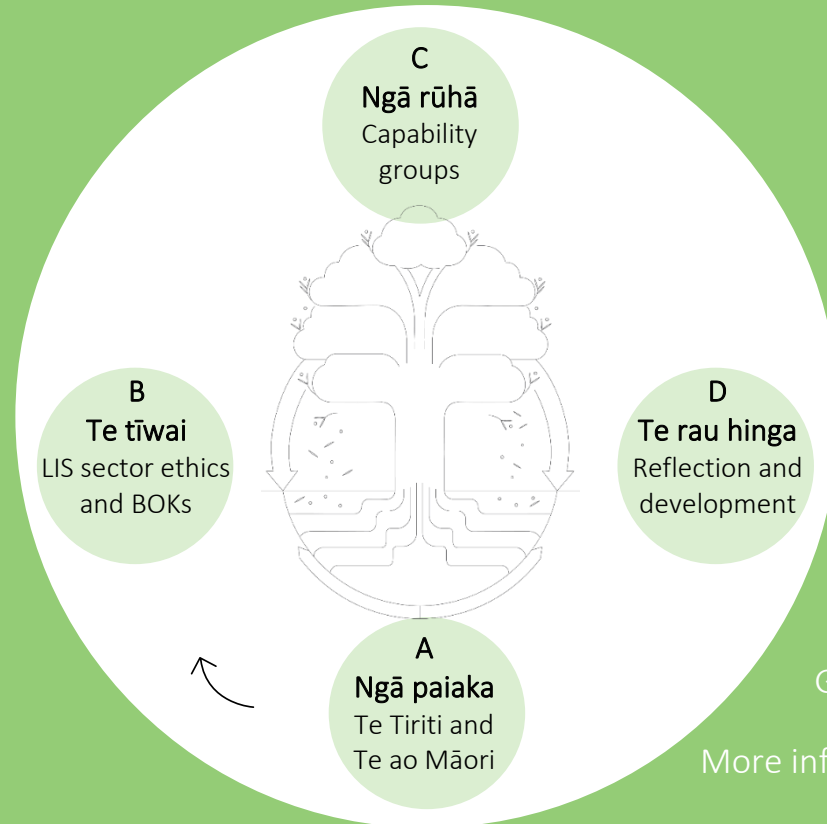 C
Ngā rūhā
Capability
groups
B
Te tīwai
LIS sector ethics
and BOKs
D
Te rau hinga
Reflection and
development
A
Ngā paiaka
Te Tiriti and
Te ao Māori
More